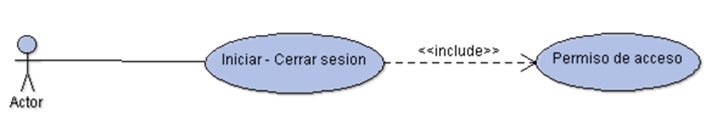 Iniciar - Cerrar sesion
<<include>>
Permiso de acceso
Actor